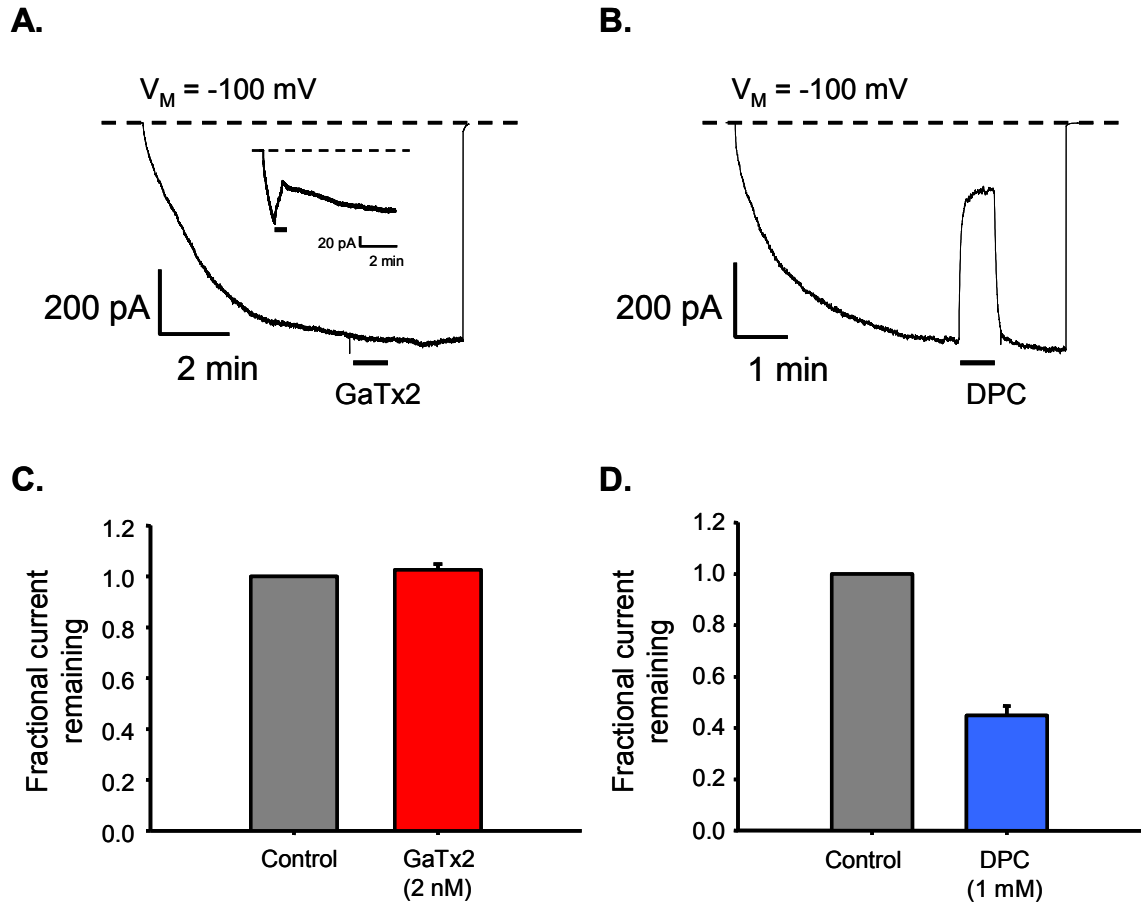 A.
V_M = -100 mV
20 pA
2 min
200 pA
2 min
GaTx2
B.
V_M = -100 mV
200 pA
1 min
DPC
C.
Fractional current
remaining
1.2
1.0
0.8
0.6
0.4
0.2
0.0
Control
GaTx2
(2 nM)
D.
Fractional current
remaining
1.2
1.0
0.8
0.6
0.4
0.2
0.0
Control
DPC
(1 mM)